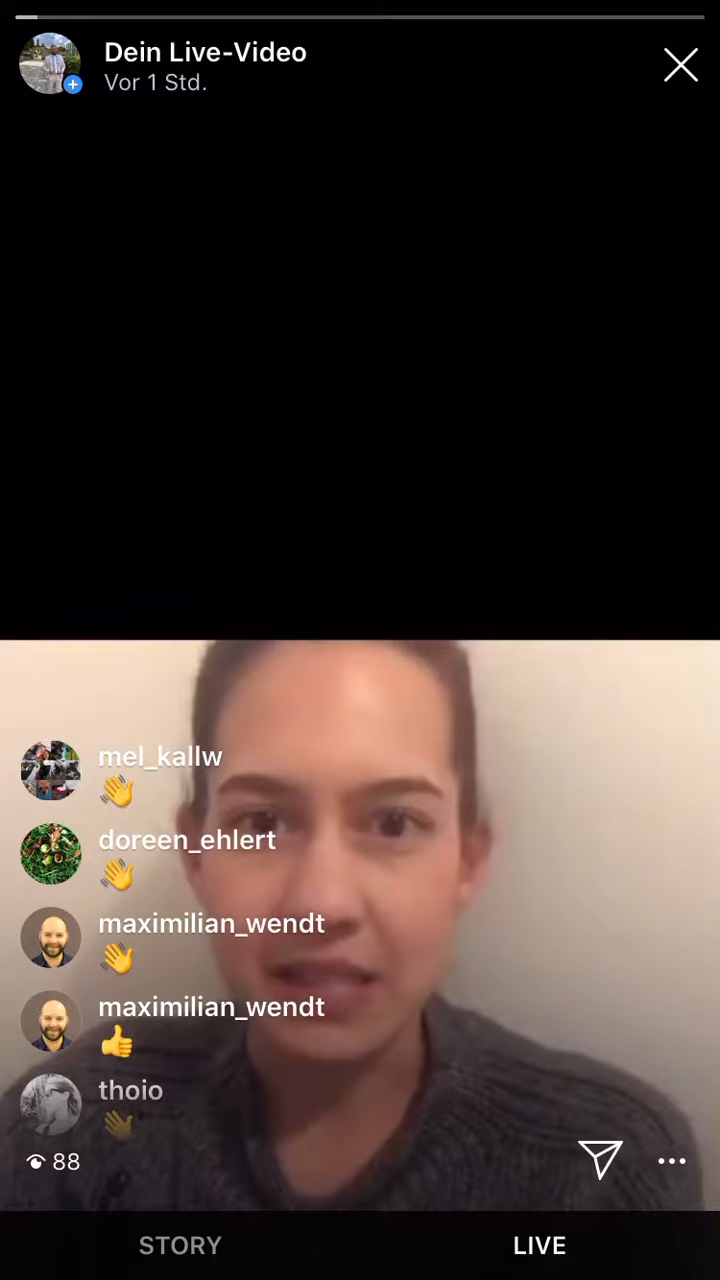 Dein Live-Video
Vor 1 Std.
mel_kallw
👋
doreen_ehlert
👋
maximilian_wendt
👋
maximilian_wendt
👍
thoio
👋
88
STORY
LIVE